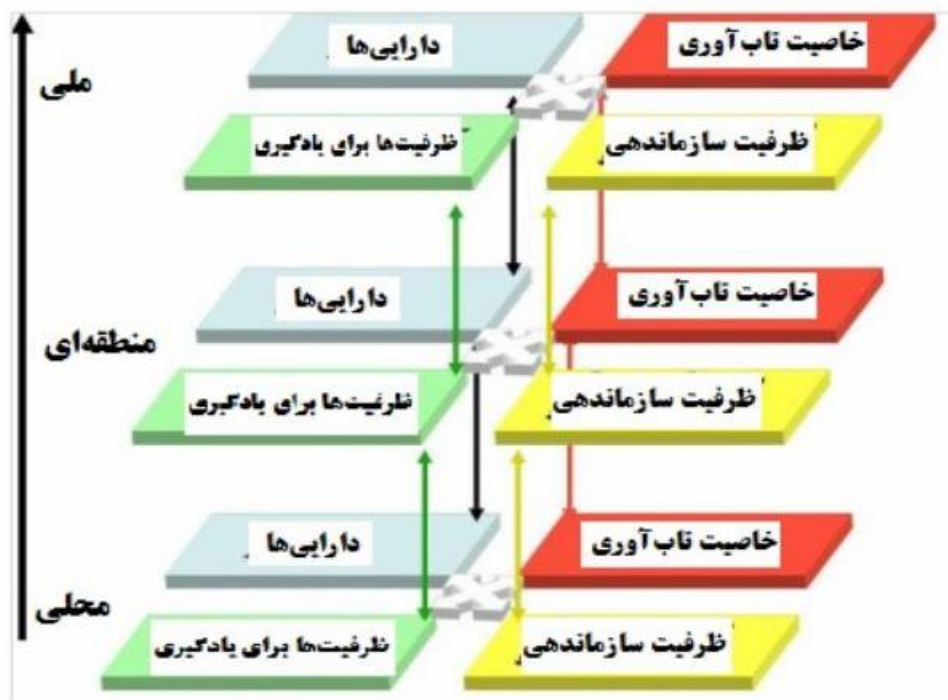 خاصیت تاب‌آوری
دارایی‌ها
ملی
ظرفیت سازماندهی
ظرفیت‌ها برای یادگیری
خاصیت تاب‌آوری
دارایی‌ها
منطقه‌ای
ظرفیت سازماندهی
ظرفیت‌ها برای یادگیری
خاصیت تاب‌آوری
دارایی‌ها
محلی
ظرفیت سازماندهی
ظرفیت‌ها برای یادگیری